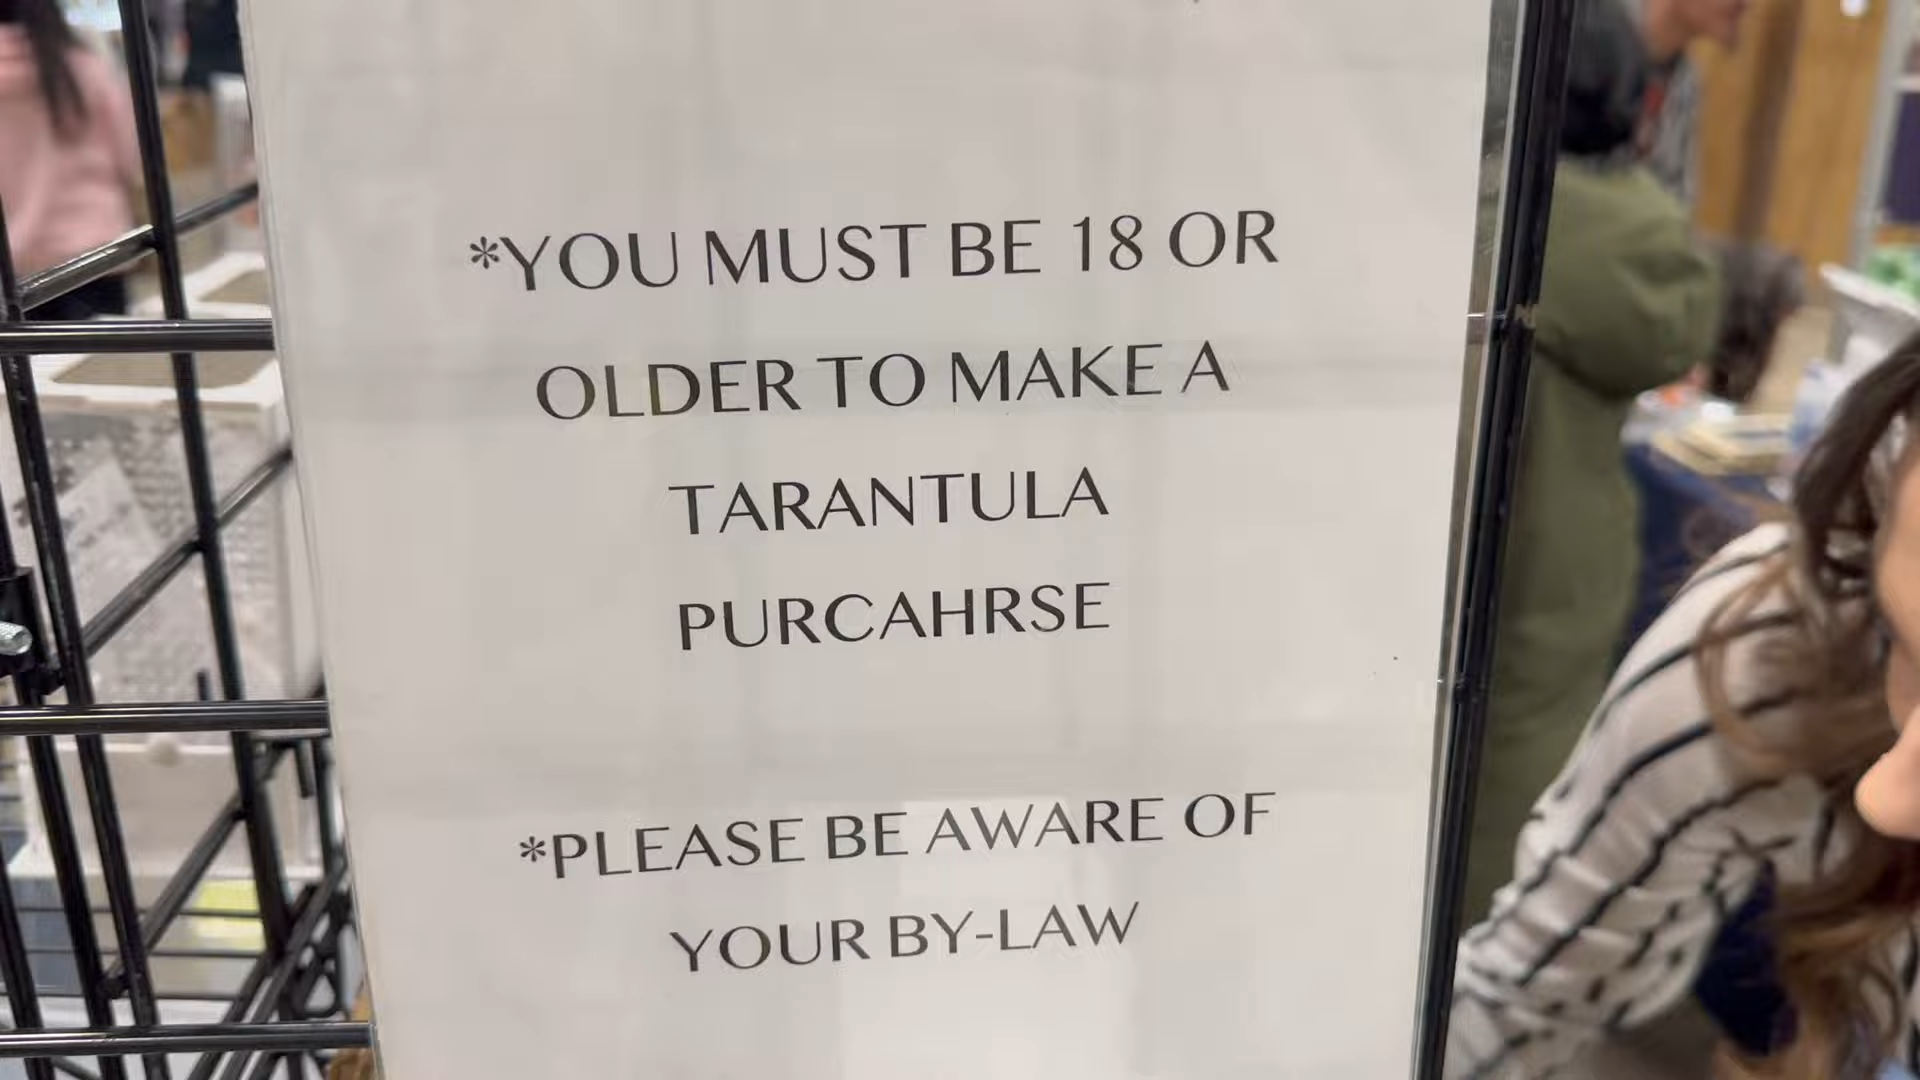 *YOU MUST BE 18 OR
OLDER TO MAKE A
TARANTULA
PURCAHRSE
*PLEASE BE AWARE OF
YOUR BY-LAW